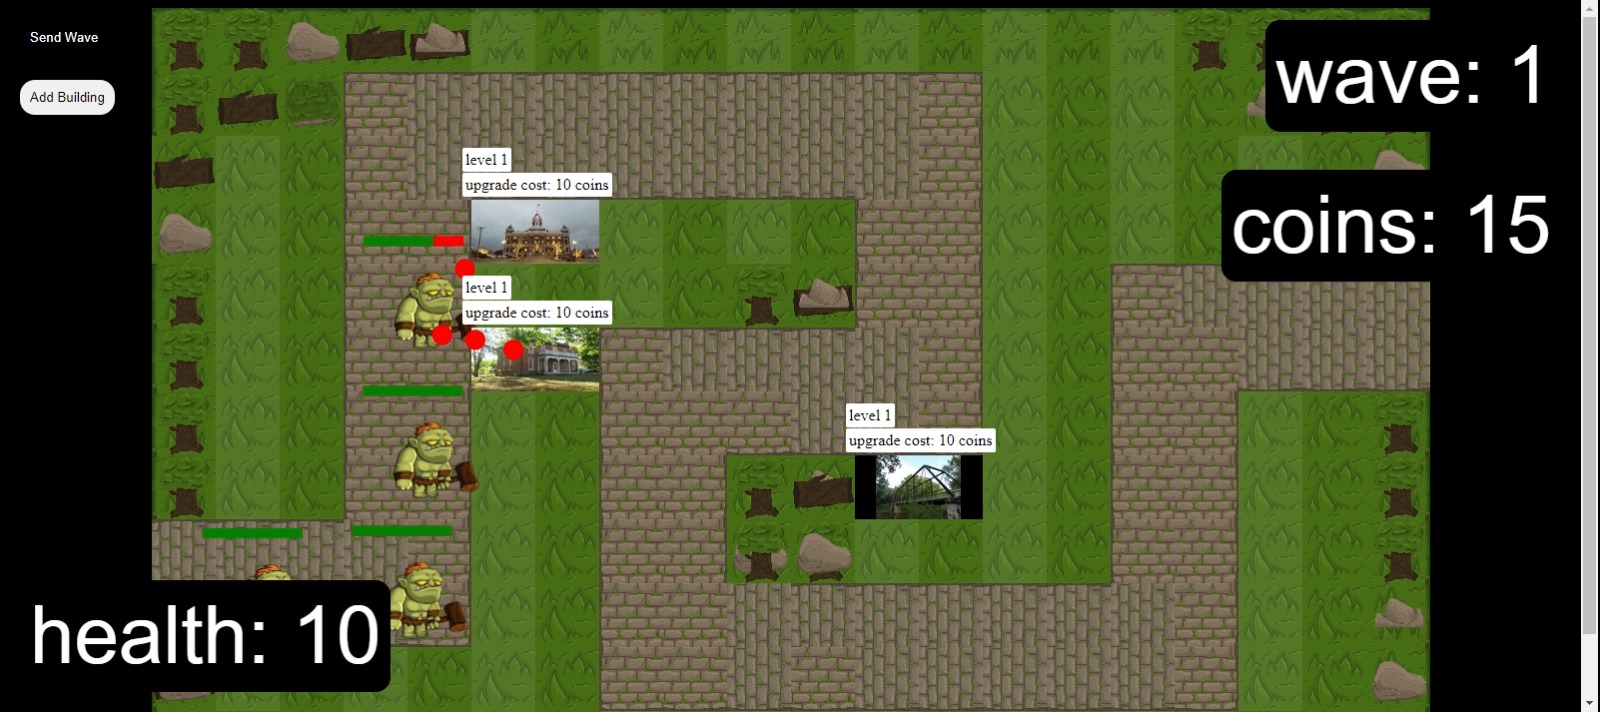 Send Wave
wave: 1
Add Building
level 1
upgrade cost: 10 coins
coins: 15
level 1
upgrade cost: 10 coins
level 1
upgrade cost: 10 coins
health: 10